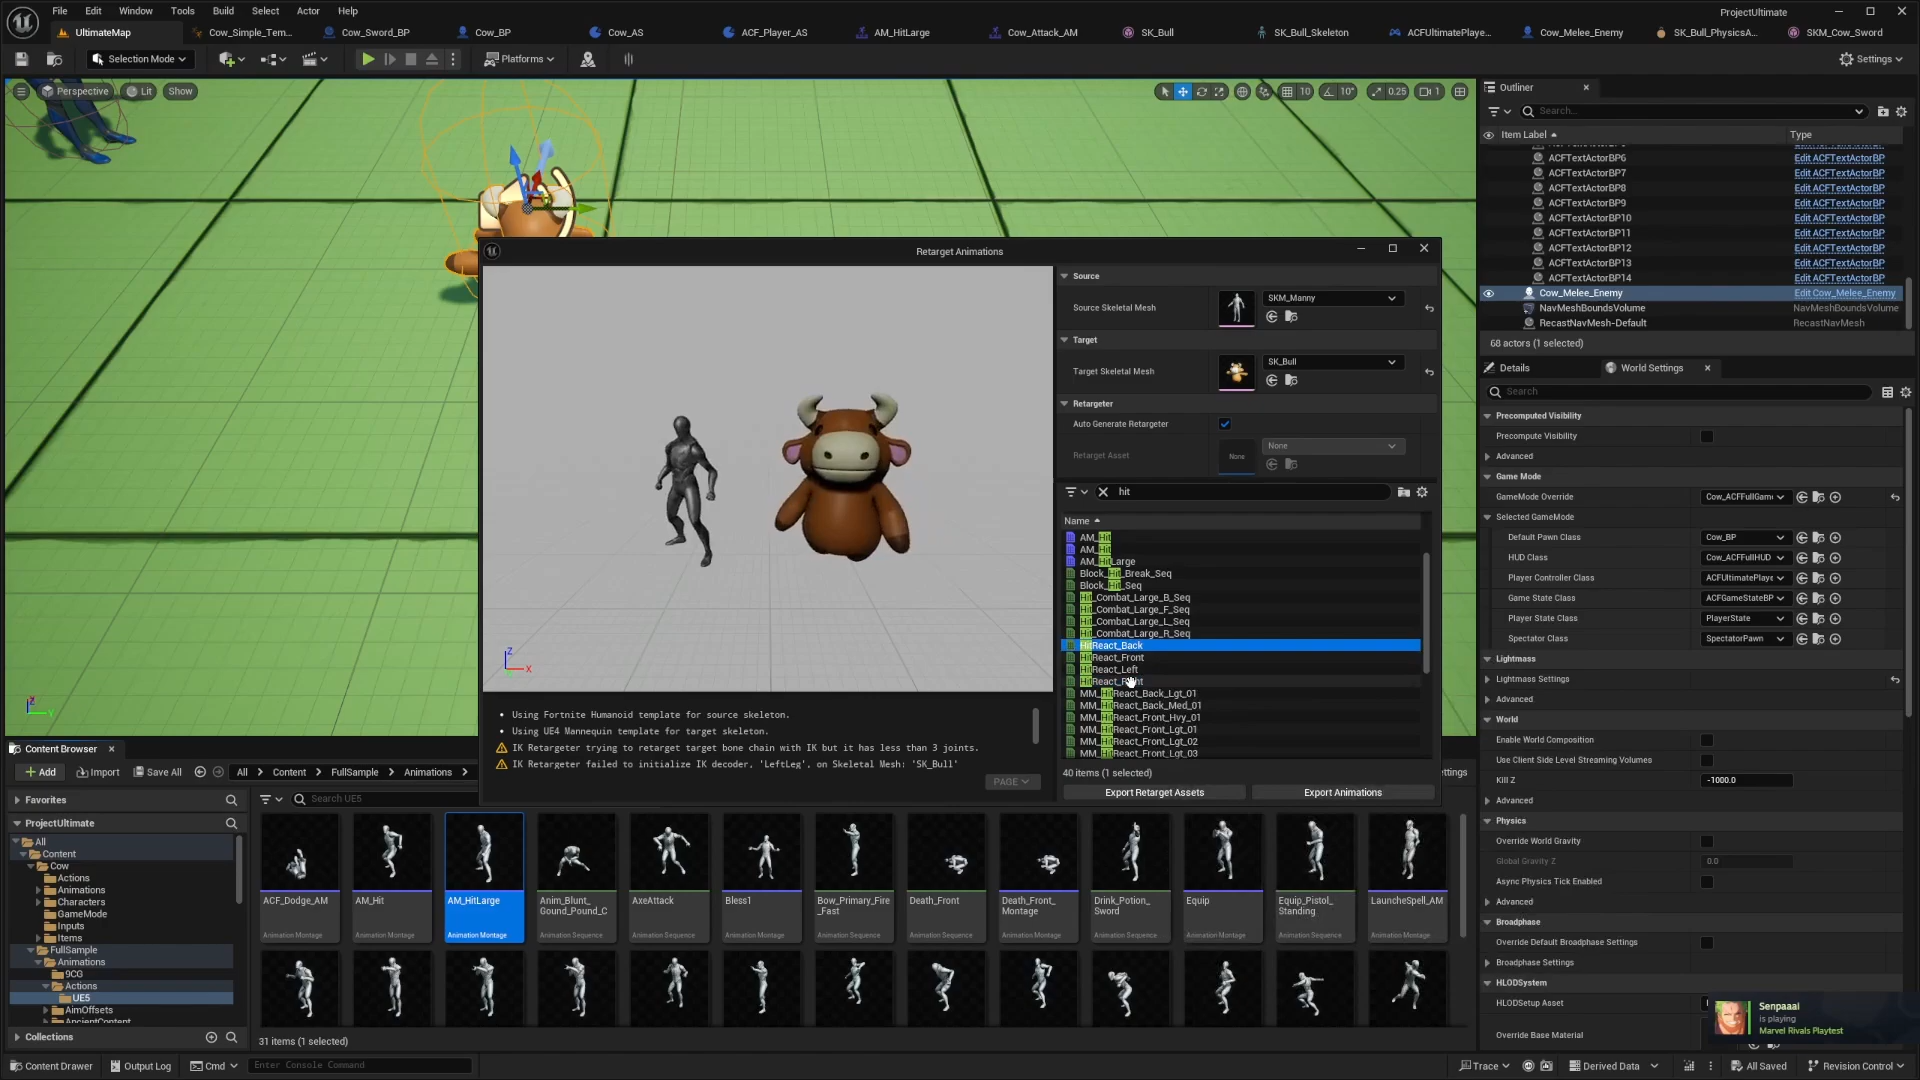 File Edit Window Tools Build Select Actor Help
ProjectUltimate
UltimateMap Cow_Simple_Tem... Cow_Sword_BP Cow_BP Cow_AS ACF_Player_AS AM_HitLarge Cow_Attack_AM SK_Bull SK_Bull_Skeleton ACFUltimatePlaye... Cow_Melee_Enemy SK_Bull_PhysicsA... SKM_Cow_Sword
Selection Mode Platforms Settings
Perspective Lit Show 10 10° 0.25 1
Outliner
Search...
Item Label Type
ACFTextActorBP6 Edit ACFTextActorBP
ACFTextActorBP7 Edit ACFTextActorBP
ACFTextActorBP8 Edit ACFTextActorBP
ACFTextActorBP9 Edit ACFTextActorBP
ACFTextActorBP10 Edit ACFTextActorBP
ACFTextActorBP11 Edit ACFTextActorBP
ACFTextActorBP12 Edit ACFTextActorBP
ACFTextActorBP13 Edit ACFTextActorBP
ACFTextActorBP14 Edit ACFTextActorBP
Cow_Melee_Enemy Edit Cow_Melee_Enemy
NavMeshBoundsVolume NavMeshBoundsVolume
RecastNavMesh-Default RecastNavMesh
68 actors (1 selected)
Details World Settings
Search
Precomputed Visibility
Precompute Visibility
Advanced
Game Mode
GameMode Override Cow_ACFFullGam
Selected GameMode
Default Pawn Class Cow_BP
HUD Class Cow_ACFFullHUD
Player Controller Class ACFUltimatePlaye
Game State Class ACFGameStateBP
Player State Class PlayerState
Spectator Class SpectatorPawn
Lightmass
Lightmass Settings
Advanced
World
Enable World Composition
Use Client Side Level Streaming Volumes
Kill Z -1000.0
Advanced
Physics
Override World Gravity
Global Gravity Z 0.0
Async Physics Tick Enabled
Advanced
Broadphase
Override Default Broadphase Settings
Broadphase Settings
HLODSystem
HLODSetup Asset
Override Base Material
Senpaaai
is playing
Marvel Rivals Playtest
Retarget Animations
Source
Source Skeletal Mesh SKM_Manny
Target
Target Skeletal Mesh SK_Bull
Retargeter
Auto Generate Retargeter
Retarget Asset None None
hit
Name
AM_Hit
AM_Hit
AM_HitLarge
Block_Hit_Break_Seq
Block_Hit_Seq
Hit_Combat_Large_B_Seq
Hit_Combat_Large_F_Seq
Hit_Combat_Large_L_Seq
Hit_Combat_Large_R_Seq
HitReact_Back
HitReact_Front
HitReact_Left
HitReact_Right
MM_HitReact_Back_Lgt_01
MM_HitReact_Back_Med_01
MM_HitReact_Front_Hvy_01
MM_HitReact_Front_Lgt_01
MM_HitReact_Front_Lgt_02
MM_HitReact_Front_Lgt_03
40 items (1 selected)
Export Retarget Assets Export Animations
Z X
• Using Fortnite Humanoid template for source skeleton.
• Using UE4 Mannequin template for target skeleton.
IK Retargeter trying to retarget target bone chain with IK but it has less than 3 joints.
IK Retargeter failed to initialize IK decoder, 'LeftLeg', on Skeletal Mesh: 'SK_Bull'
PAGE
Z Y
Content Browser
Add Import Save All All > Content > FullSample > Animations > ttings
Favorites Search UE5
ProjectUltimate
All
Content
Cow
Actions
Animations
Characters
GameMode
Inputs
Items
FullSample
Animations
9CG
Actions
UE5
AimOffsets
AncientContent
Collections
ACF_Dodge_AM
Animation Montage
AM_Hit
Animation Montage
AM_HitLarge
Animation Montage
Anim_Blunt_
Gound_Pound_C
Animation Sequence
AxeAttack
Animation Sequence
Bless1
Animation Montage
Bow_Primary_Fire
_Fast
Animation Sequence
Death_Front
Animation Sequence
Death_Front_
Montage
Animation Montage
Drink_Potion_
Sword
Animation Sequence
Equip
Animation Montage
Equip_Pistol_
Standing
Animation Sequence
LauncheSpell_AM
Animation Montage
31 items (1 selected)
Content Drawer Output Log Cmd Enter Console Command Trace Derived Data All Saved Revision Control